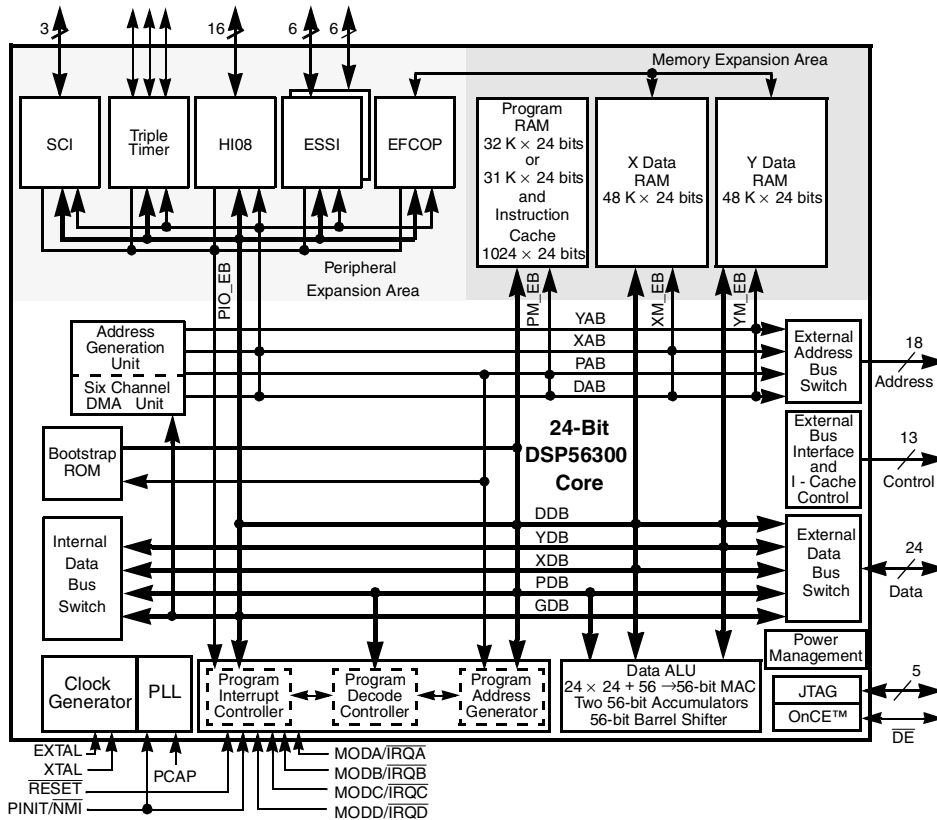 3
16
6
6
Memory Expansion Area
SCI
Triple
Timer
HI08
ESSI
EFCOP
Program
RAM
32 K × 24 bits
or
31 K × 24 bits
and
Instruction
Cache
1024 × 24 bits
X Data
RAM
48 K × 24 bits
Y Data
RAM
48 K × 24 bits
Peripheral
Expansion Area
PIO_EB
PM_EB
XM_EB
YM_EB
Address
Generation
Unit
Six Channel
DMA Unit
YAB
XAB
PAB
DAB
External
Address
Bus
Switch
18
Address
Bootstrap
ROM
24-Bit
DSP56300
Core
External
Bus
Interface
and
I - Cache
Control
13
Control
Internal
Data
Bus
Switch
DDB
YDB
XDB
PDB
GDB
External
Data
Bus
Switch
24
Data
Power
Management
Clock
Generator
PLL
Program
Interrupt
Controller
Program
Decode
Controller
Program
Address
Generator
Data ALU
24 × 24 + 56 →56-bit MAC
Two 56-bit Accumulators
56-bit Barrel Shifter
JTAG
OnCE™
5
DE
EXTAL
XTAL
RESET
PINIT/NMI
PCAP
MODA/IRQA
MODB/IRQB
MODC/IRQC
MODD/IRQD